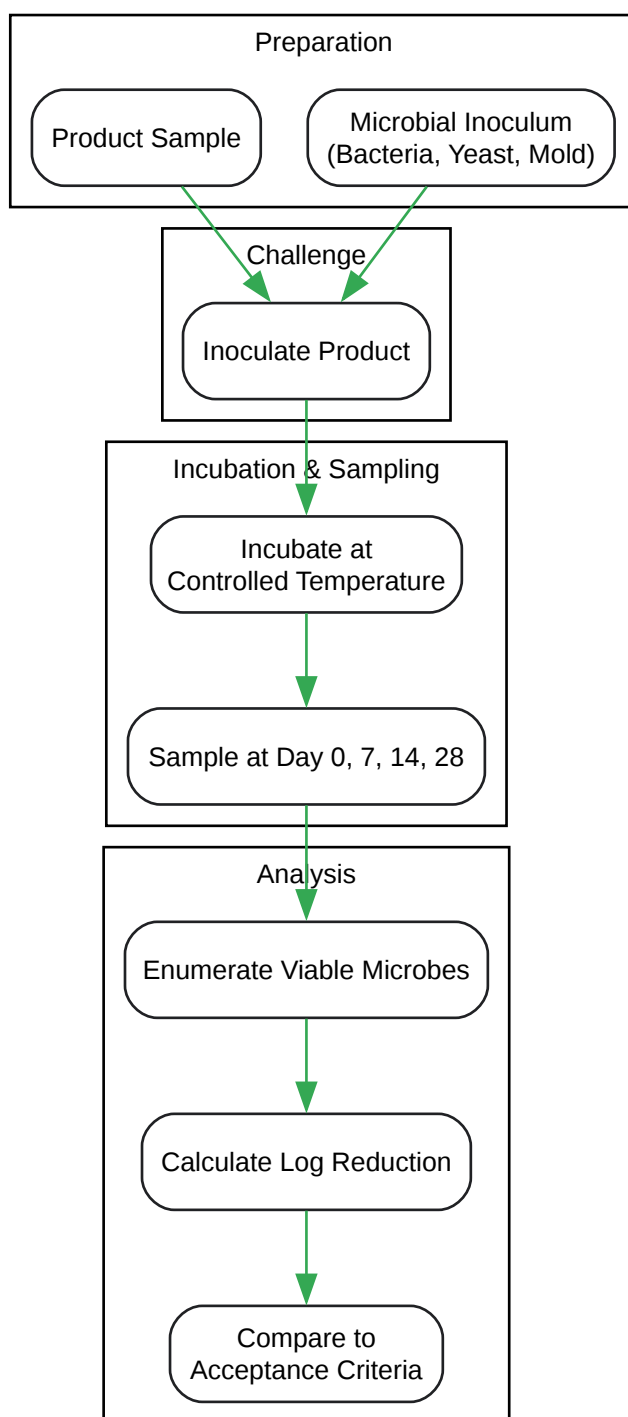 Preparation
Product Sample
Microbial Inoculum
(Bacteria, Yeast, Mold)
Challenge
Inoculate Product
Incubation & Sampling
Incubate at
Controlled Temperature
Sample at Day 0, 7, 14, 28
Analysis
Enumerate Viable Microbes
Calculate Log Reduction
Compare to
Acceptance Criteria